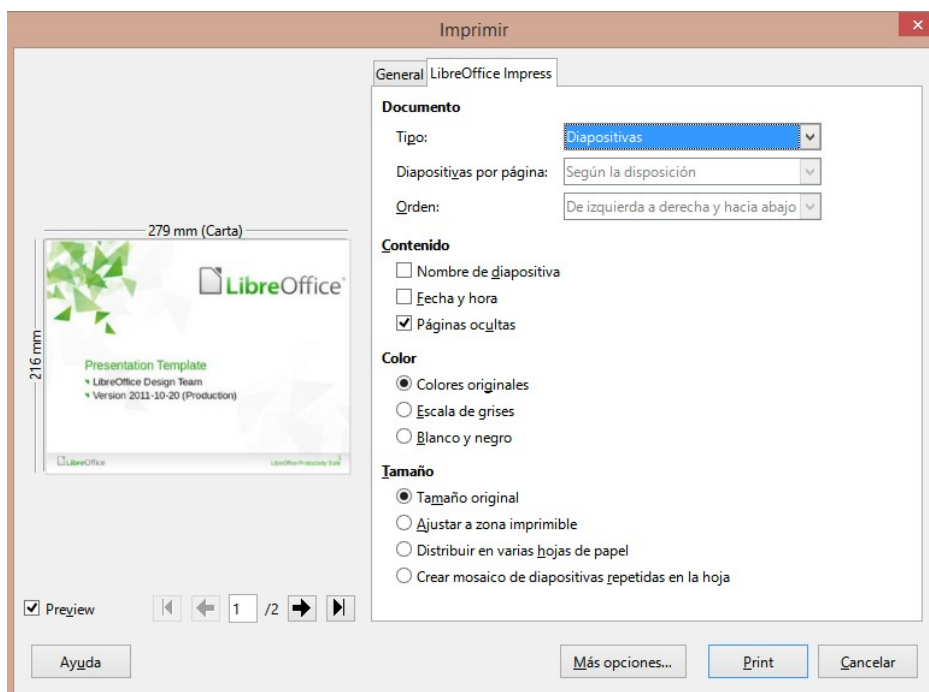 Imprimir
General
LibreOffice Impress
Documento
Tipo:
Diapositivas
Diapositivas por página:
Según la disposición
Orden:
De izquierda a derecha y hacia abajo
Contenido
Nombre de diapositiva
Fecha y hora
Páginas ocultas
Color
Colores originales
Escala de grises
Blanco y negro
Tamaño
Tamaño original
Ajustar a zona imprimible
Distribuir en varias hojas de papel
Crear mosaico de diapositivas repetidas en la hoja
279 mm (Carta)
216 mm
LibreOffice
Presentation Template
LibreOffice Design Team
Version 2011-10-20 (Production)
LibreOffice
LibreOffice Productivity Suite
Preview
1 /2
Ayuda
Más opciones...
Print
Cancelar